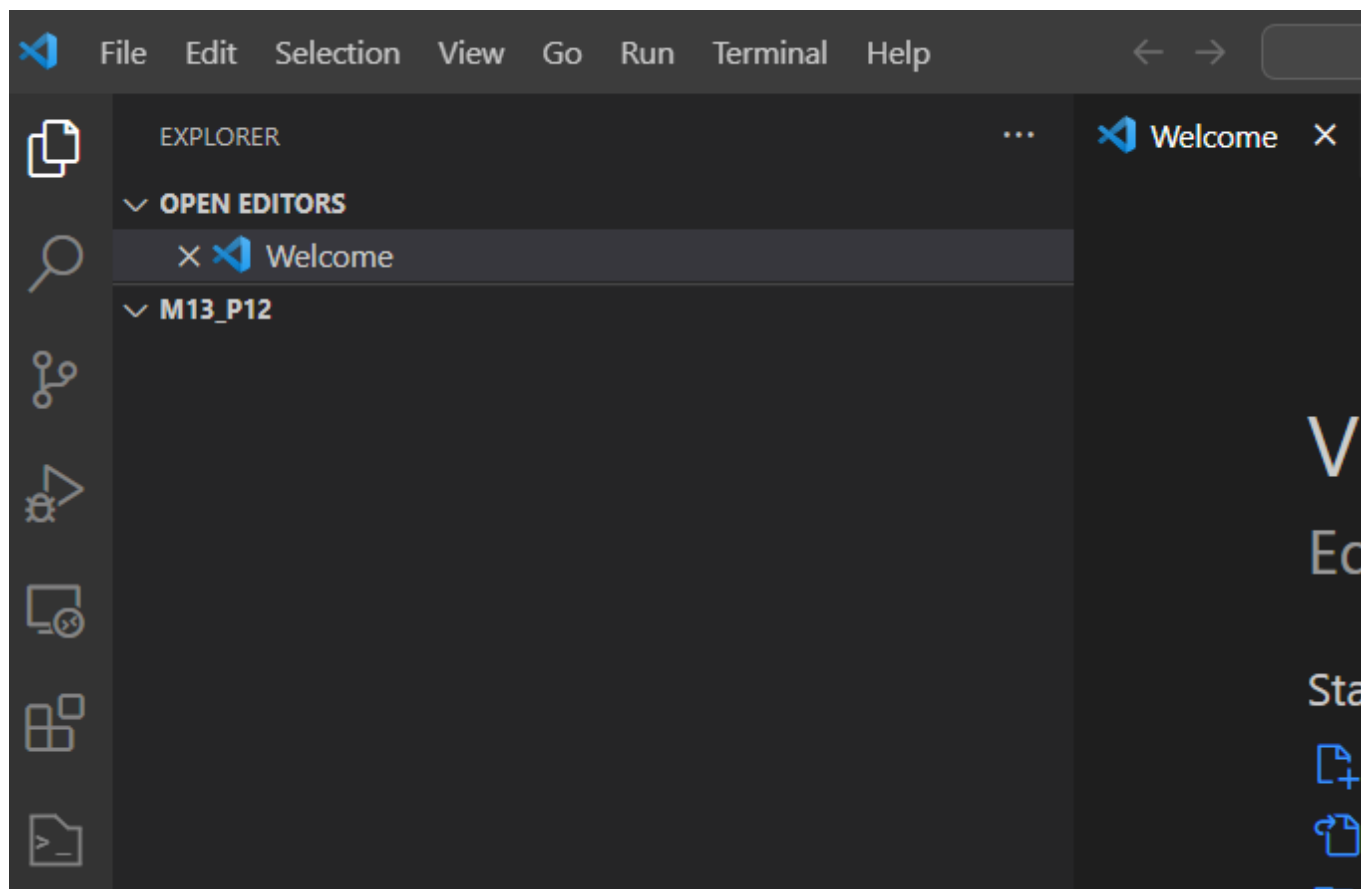 File Edit Selection View Go Run Terminal Help
EXPLORER
Welcome
OPEN EDITORS
Welcome
M13_P12